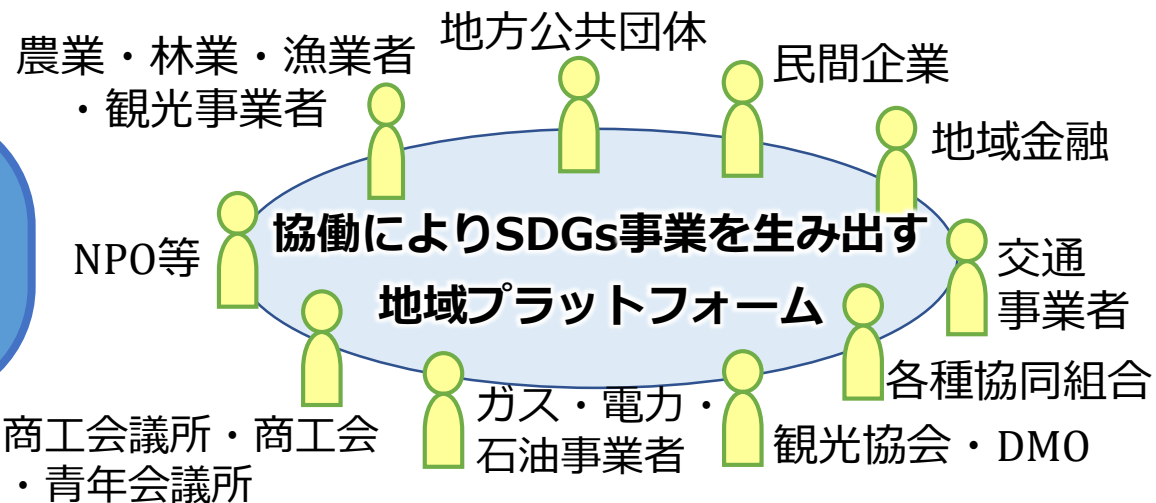 地方公共団体
農業・林業・漁業者
・観光事業者
民間企業
地域金融
NPO等
協働によりSDGs事業を生み出す
地域プラットフォーム
交通
事業者
各種協同組合
商工会議所・商工会
・青年会議所
ガス・電力・
石油事業者
観光協会・DMO